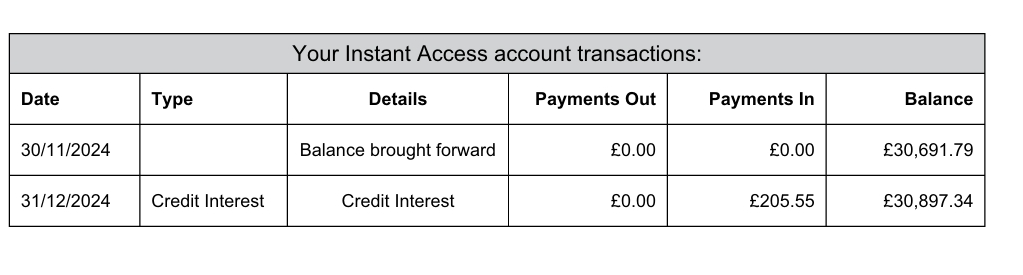 Your Instant Access account transactions:
Date Type Details Payments Out Payments In Balance
30/11/2024 Balance brought forward £0.00 £0.00 £30,691.79
31/12/2024 Credit Interest Credit Interest £0.00 £205.55 £30,897.34